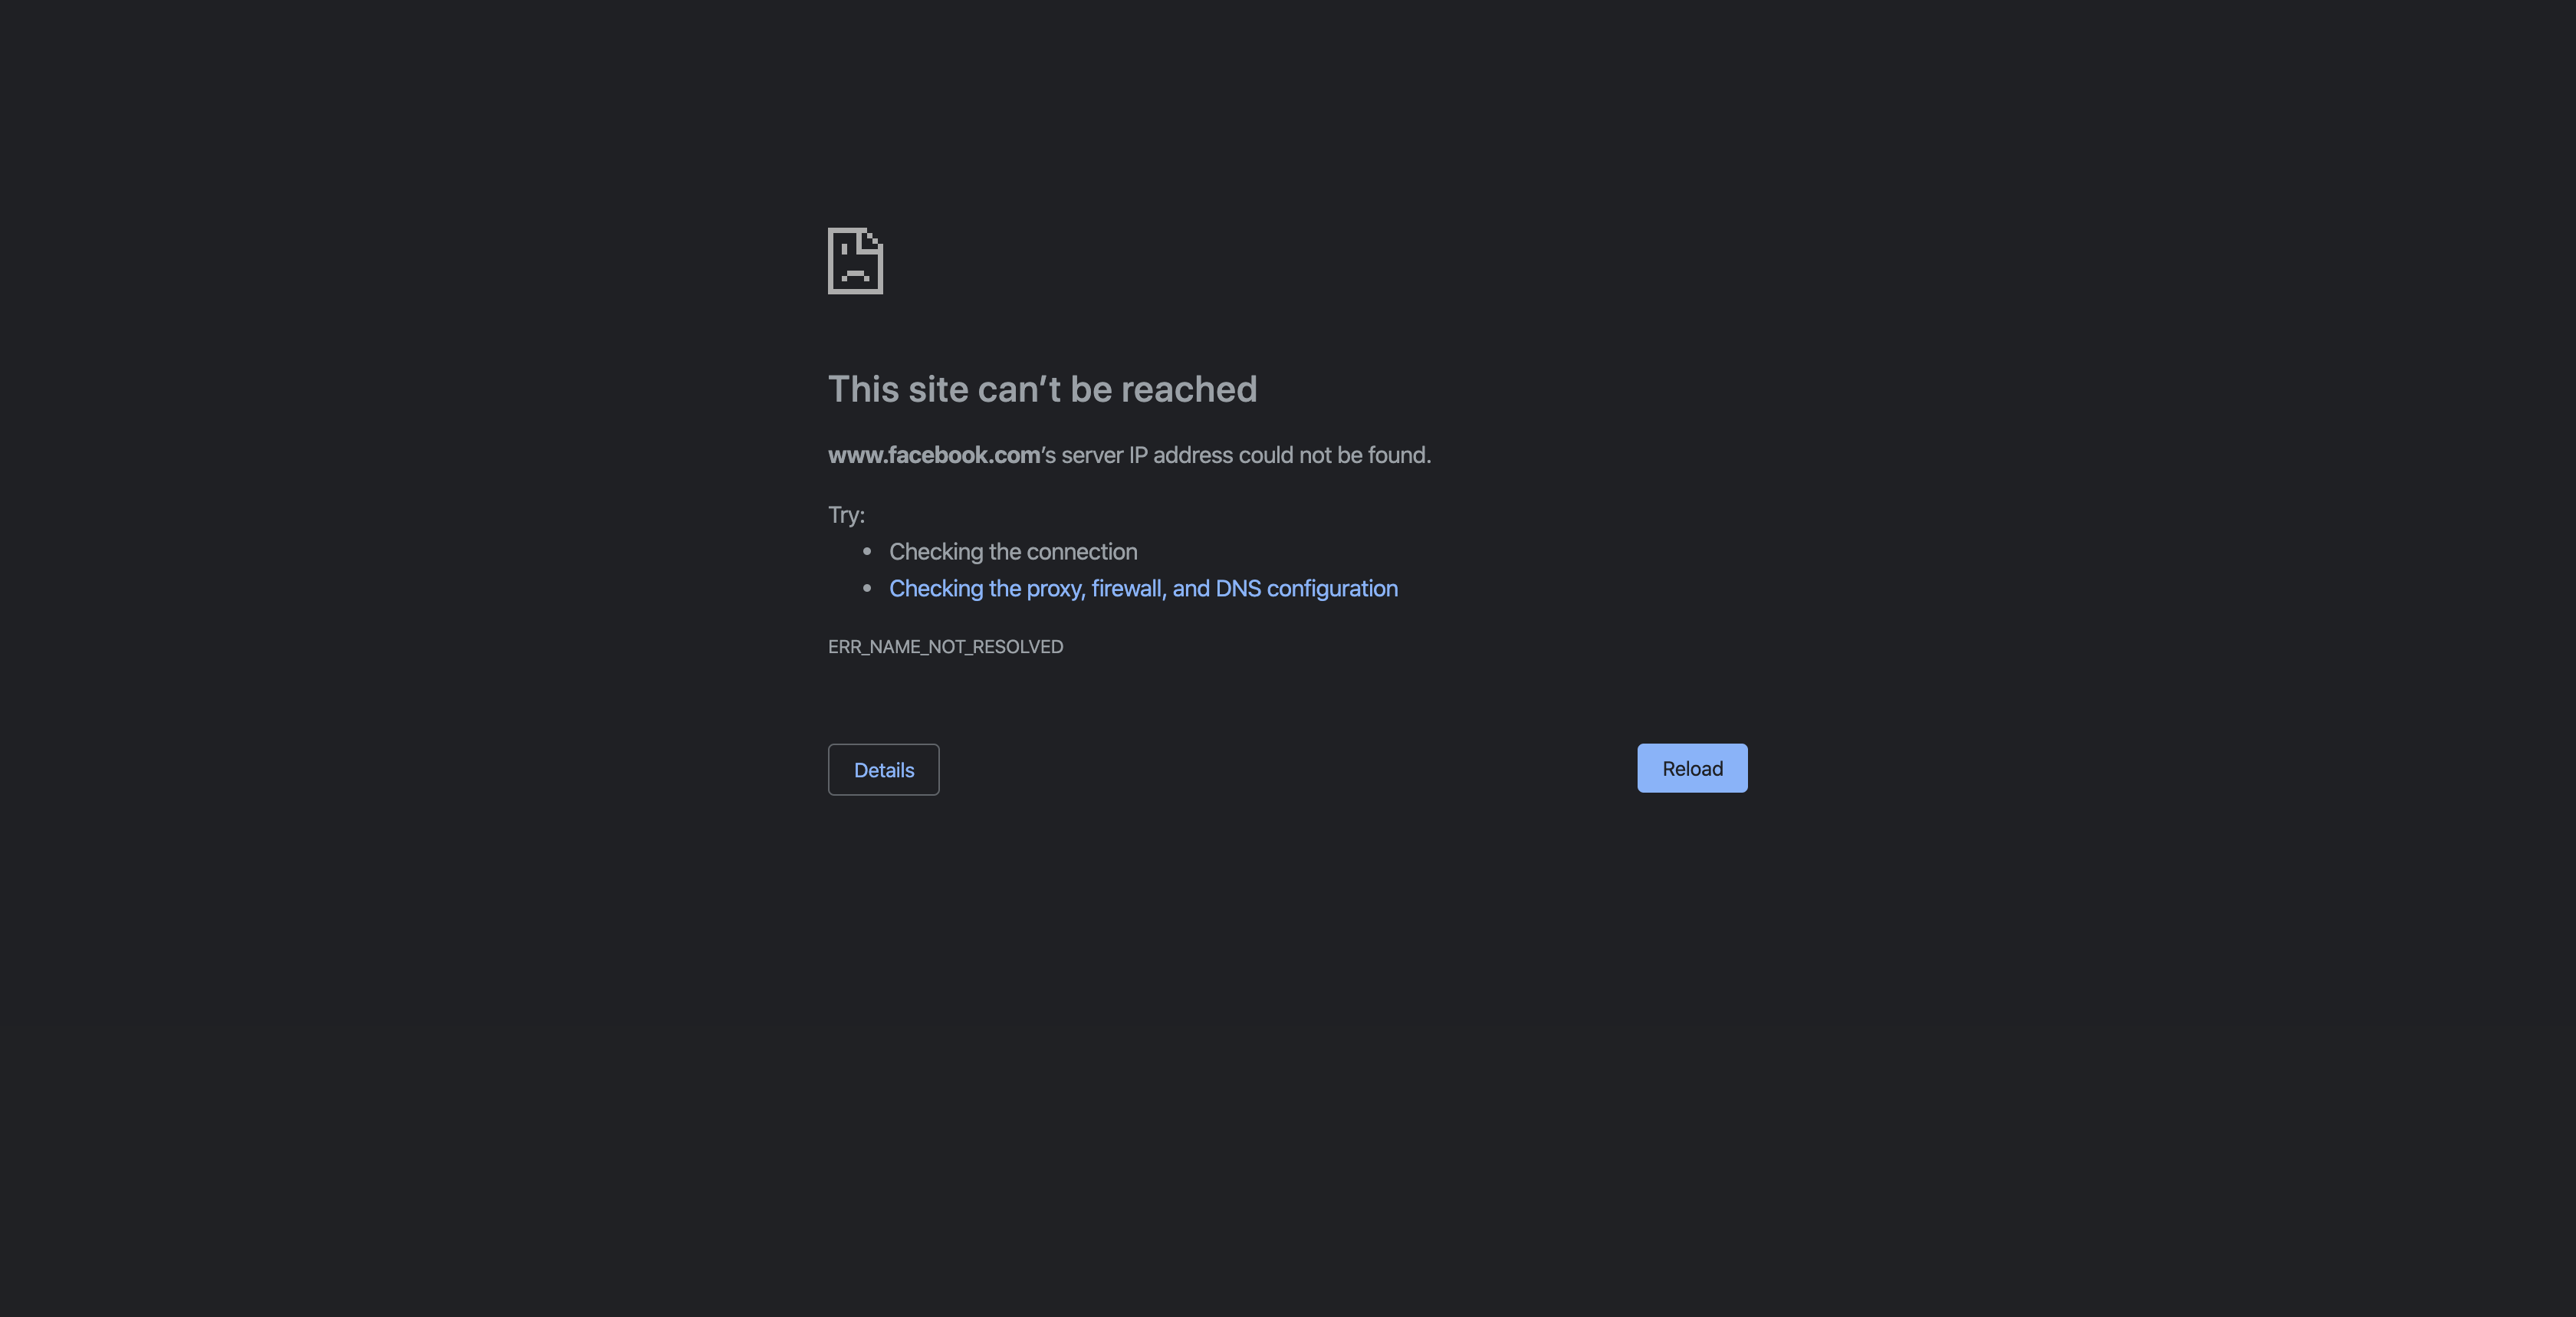 This site can’t be reached
www.facebook.com’s server IP address could not be found.
Try:
• Checking the connection
• Checking the proxy, firewall, and DNS configuration
ERR_NAME_NOT_RESOLVED
Details
Reload